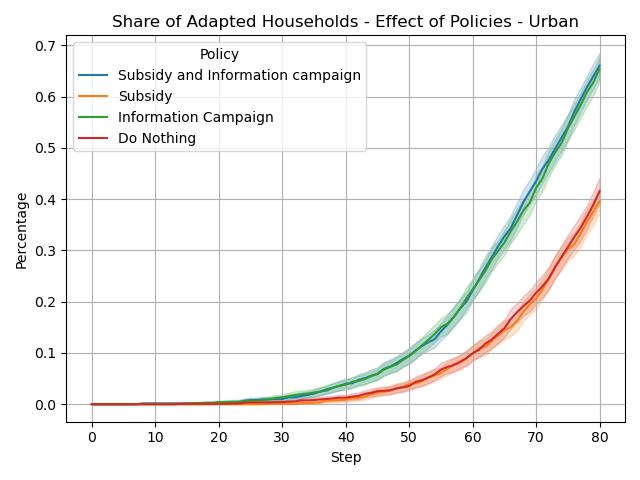 Share of Adapted Households - Effect of Policies - Urban
Policy
Subsidy and Information campaign
Subsidy
Information Campaign
Do Nothing
Percentage
0.7
0.6
0.5
0.4
0.3
0.2
0.1
0.0
0 10 20 30 40 50 60 70 80
Step